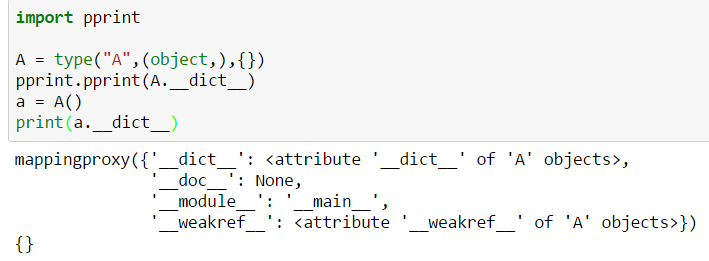 import pprint
A = type("A",(object,),{})
pprint.pprint(A.__dict__)
a = A()
print(a.__dict__)
mappingproxy({'__dict__': <attribute '__dict__' of 'A' objects>,
'__doc__': None,
'__module__': '__main__',
'__weakref__': <attribute '__weakref__' of 'A' objects>})
{}